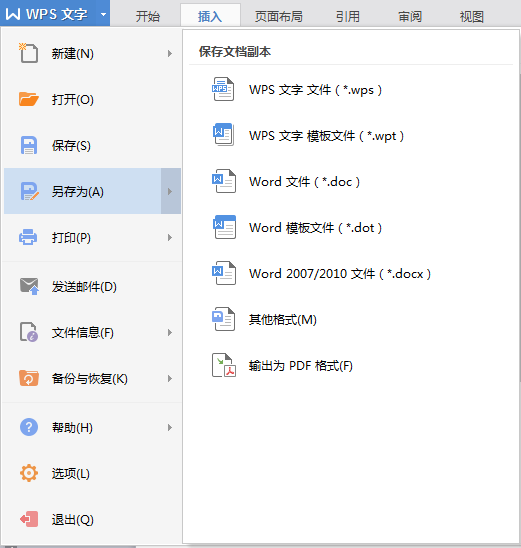 WPS 文字
开始
插入
页面布局
引用
审阅
视图
新建(N)
打开(O)
保存(S)
另存为(A)
打印(P)
发送邮件(D)
文件信息(F)
备份与恢复(K)
帮助(H)
选项(L)
退出(Q)
保存文档副本
WPS 文字 文件 ( *.wps )
WPS 文字 模板文件 ( *.wpt )
Word 文件 ( *.doc )
Word 模板文件 ( *.dot )
Word 2007/2010 文件 ( *.docx )
其他格式(M)
输出为 PDF 格式(F)